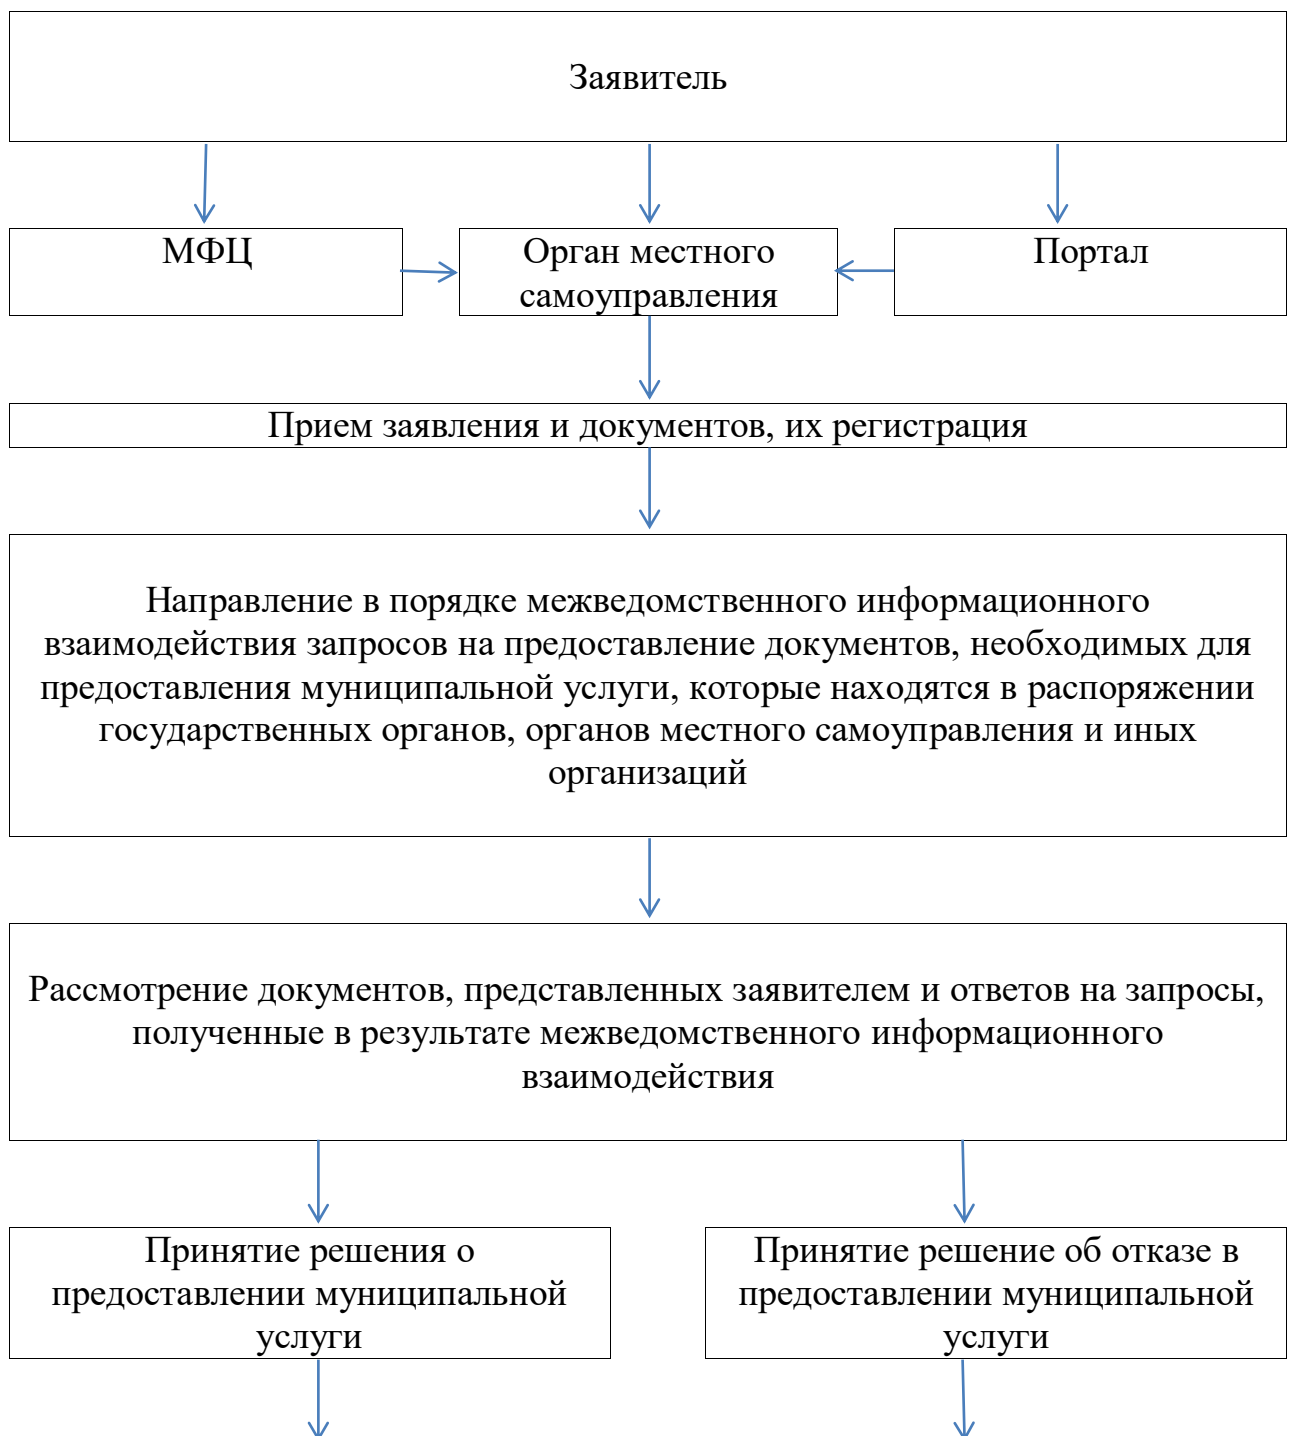 Заявитель
МФЦ
Орган местного
самоуправления
Портал
Прием заявления и документов, их регистрация
Направление в порядке межведомственного информационного
взаимодействия запросов на предоставление документов, необходимых для
предоставления муниципальной услуги, которые находятся в распоряжении
государственных органов, органов местного самоуправления и иных
организаций
Рассмотрение документов, представленных заявителем и ответов на запросы,
полученные в результате межведомственного информационного
взаимодействия
Принятие решения о
предоставлении муниципальной
услуги
Принятие решение об отказе в
предоставлении муниципальной
услуги